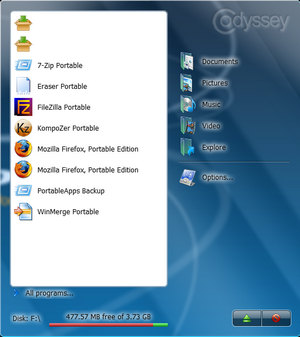 Odyssey
7-Zip Portable
Eraser Portable
FileZilla Portable
KompoZer Portable
Mozilla Firefox, Portable Edition
Mozilla Firefox, Portable Edition
PortableApps Backup
WinMerge Portable
Documents
Pictures
Music
Video
Explore
Options...
All programs...
Disk: F:\ 477.57 MB free of 3.73 GB